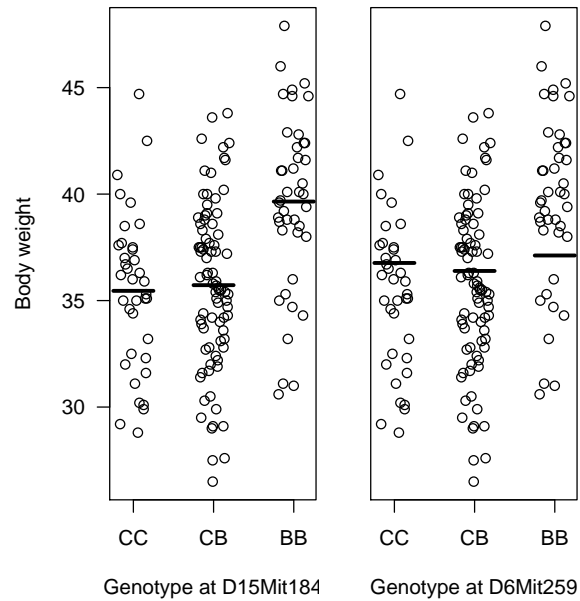 Body weight
45
40
35
30
CC CB BB
CC CB BB
Genotype at D15Mit184
Genotype at D6Mit259